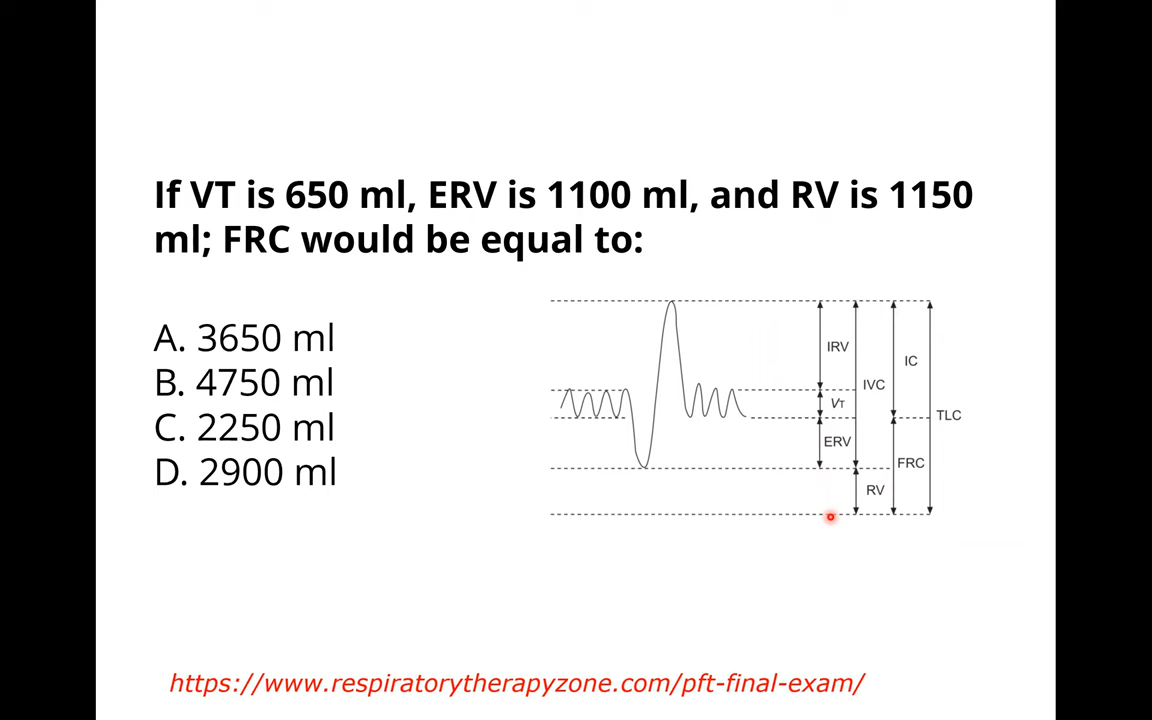 If VT is 650 ml, ERV is 1100 ml, and RV is 1150
ml; FRC would be equal to:
A. 3650 ml
B. 4750 ml
C. 2250 ml
D. 2900 ml
IRV
IC
IVC
VT
TLC
ERV
FRC
RV
https://www.respiratorytherapyzone.com/pft-final-exam/